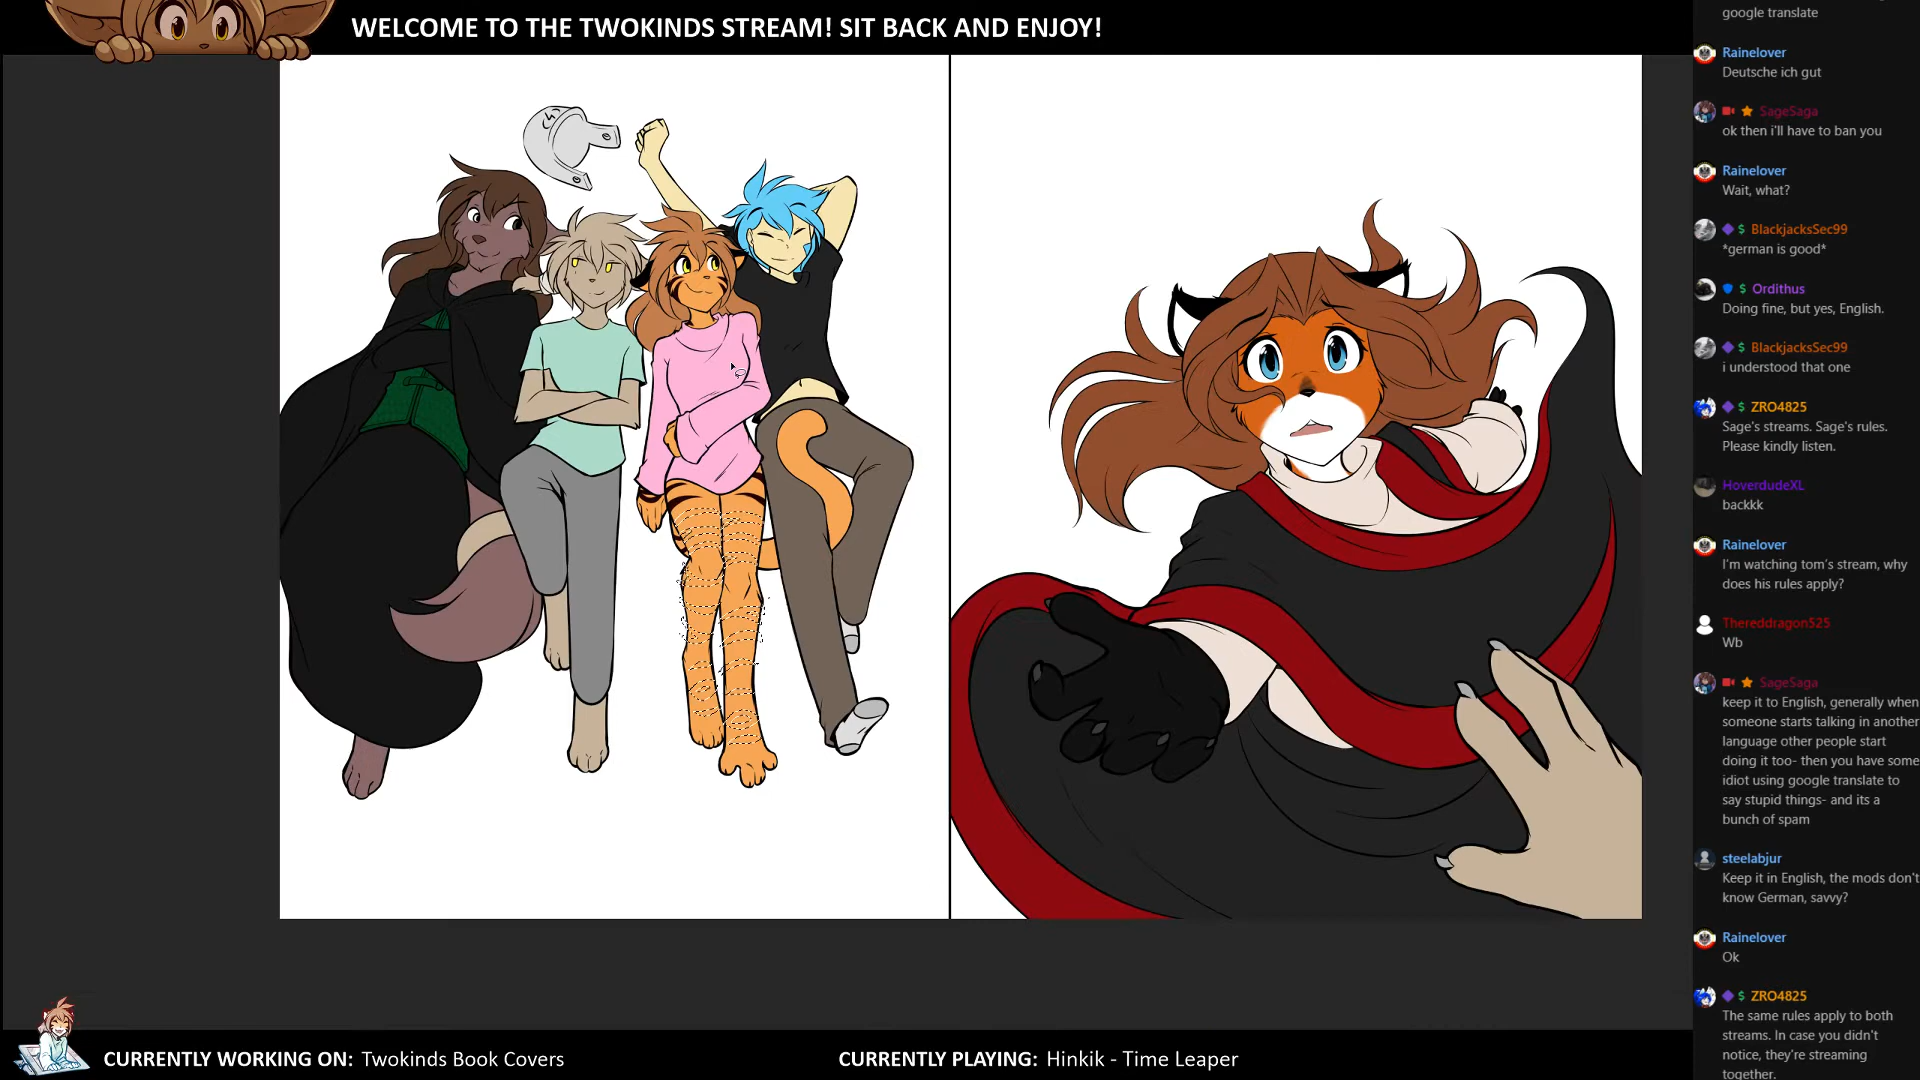 WELCOME TO THE TWOKINDS STREAM! SIT BACK AND ENJOY!
google translate
Rainelover
Deutsche ich gut
SageSaga
ok then i'll have to ban you
Rainelover
Wait, what?
BlackjacksSec99
*german is good*
Ordithus
Doing fine, but yes, English.
BlackjacksSec99
i understood that one
ZRO4825
Sage's streams. Sage's rules.
Please kindly listen.
HoverdudeXL
backkk
Rainelover
I'm watching tom's stream, why
does his rules apply?
Thereddragon525
Wb
SageSaga
keep it to English, generally when
someone starts talking in another
language other people start
doing it too- then you have some
idiot using google translate to
say stupid things- and its a
bunch of spam
steelabjur
Keep it in English, the mods don't
know German, savvy?
Rainelover
Ok
ZRO4825
The same rules apply to both
streams. In case you didn't
notice, they're streaming
together.
CURRENTLY WORKING ON: Twokinds Book Covers
CURRENTLY PLAYING: Hinkik - Time Leaper